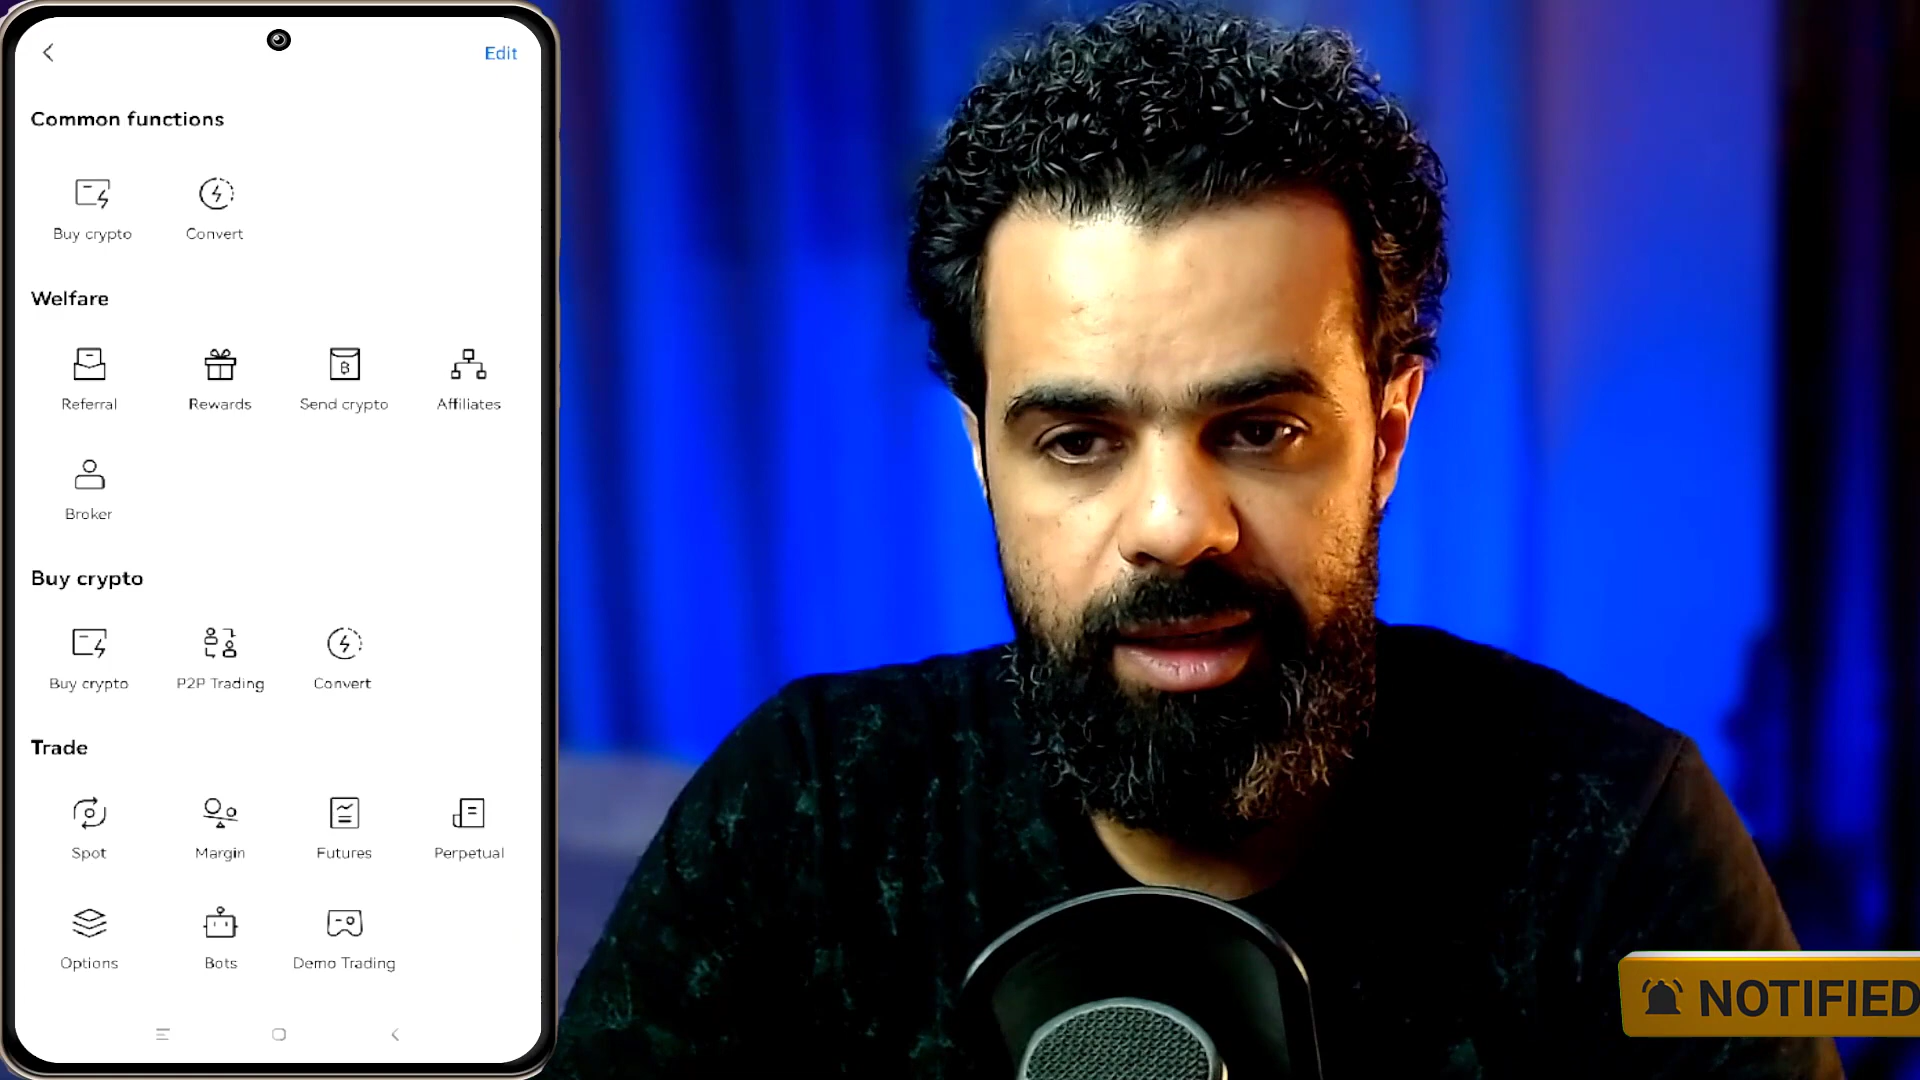 Edit
Common functions
Buy crypto Convert
Welfare
Referral Rewards Send crypto Affiliates
Broker
Buy crypto
Buy crypto P2P Trading Convert
Trade
Spot Margin Futures Perpetual
Options Bots Demo Trading
NOTIFIED